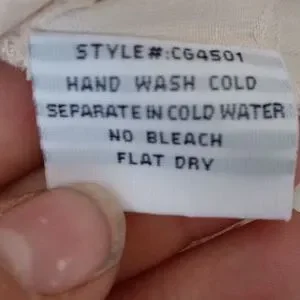 STYLE#:CG4501
HAND WASH COLD
SEPARATE IN COLD WATER
NO BLEACH
FLAT DRY